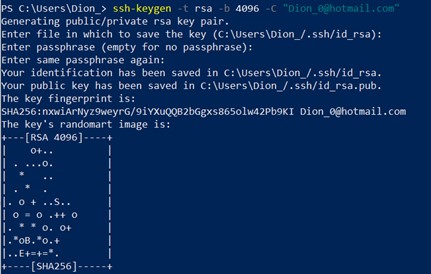 PS C:\Users\Dion_> ssh-keygen -t rsa -b 4096 -C "Dion_0@hotmail.com"
Generating public/private rsa key pair.
Enter file in which to save the key (C:\Users\Dion_/.ssh/id_rsa):
Enter passphrase (empty for no passphrase):
Enter same passphrase again:
Your identification has been saved in C:\Users\Dion_/.ssh/id_rsa.
Your public key has been saved in C:\Users\Dion_/.ssh/id_rsa.pub.
The key fingerprint is:
SHA256:nxwiArNyz9weyrG/9iYXuQQB2bGgxs865olw42Pb9KI Dion_0@hotmail.com
The key's randomart image is:
+---[RSA 4096]----+
|    o+..         |
| . ...o.         |
|  *   ..         |
| . *  .          |
|. o + ..S..      |
| o = o .++ o     |
|. * * o. o+      |
|.*oB.*o.+        |
|..E+=+=*.        |
+----[SHA256]-----+